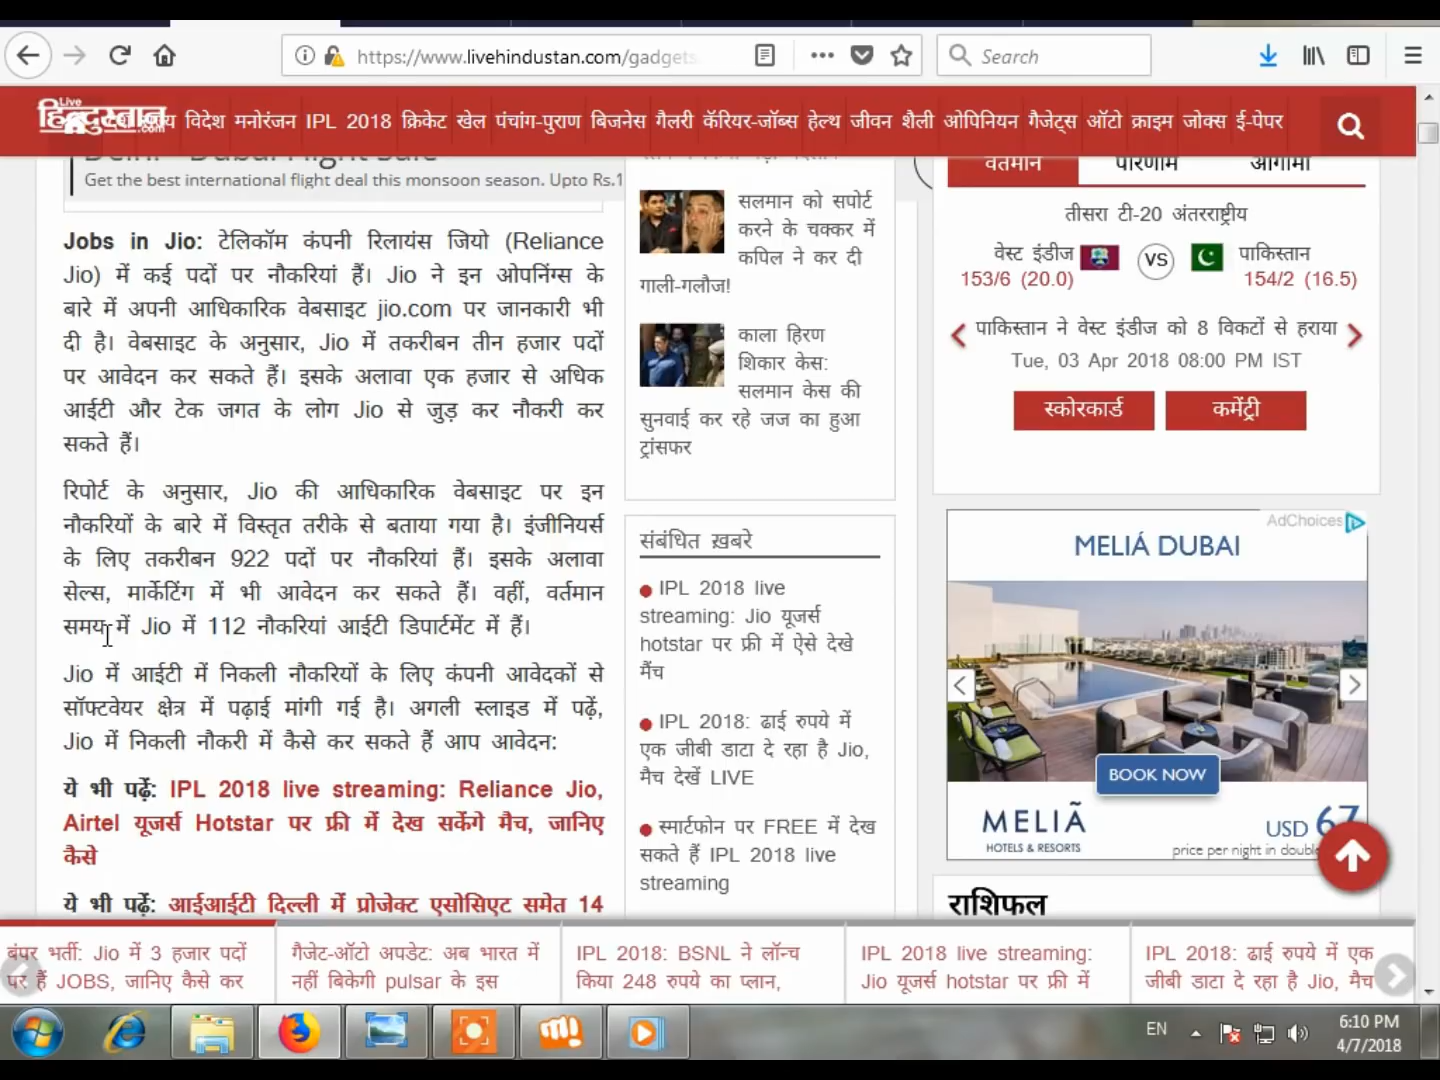 https://www.livehindustan.com/gadgets
Search
Live
हिन्दुस्तान
.com
विदेश मनोरंजन IPL 2018 क्रिकेट खेल पंचांग-पुराण बिजनेस गैलरी कॅरियर-जॉब्स हेल्थ जीवन शैली ओपिनियन गैजेट्स ऑटो क्राइम जोक्स ई-पेपर
Get the best international flight deal this monsoon season. Upto Rs.1
Jobs in Jio: टेलिकॉम कंपनी रिलायंस जियो (Reliance
Jio) में कई पदों पर नौकरियां हैं। Jio ने इन ओपनिंग्स के
बारे में अपनी आधिकारिक वेबसाइट jio.com पर जानकारी भी
दी है। वेबसाइट के अनुसार, Jio में तकरीबन तीन हजार पदों
पर आवेदन कर सकते हैं। इसके अलावा एक हजार से अधिक
आईटी और टेक जगत के लोग Jio से जुड़ कर नौकरी कर
सकते हैं।
रिपोर्ट के अनुसार, Jio की आधिकारिक वेबसाइट पर इन
नौकरियों के बारे में विस्तृत तरीके से बताया गया है। इंजीनियर्स
के लिए तकरीबन 922 पदों पर नौकरियां हैं। इसके अलावा
सेल्स, मार्केटिंग में भी आवेदन कर सकते हैं। वहीं, वर्तमान
समय में Jio में 112 नौकरियां आईटी डिपार्टमेंट में हैं।
Jio में आईटी में निकली नौकरियों के लिए कंपनी आवेदकों से
सॉफ्टवेयर क्षेत्र में पढ़ाई मांगी गई है। अगली स्लाइड में पढ़ें,
Jio में निकली नौकरी में कैसे कर सकते हैं आप आवेदन:
ये भी पढ़ें: IPL 2018 live streaming: Reliance Jio,
Airtel यूजर्स Hotstar पर फ्री में देख सकेंगे मैच, जानिए
कैसे
ये भी पढ़ें: आईआईटी दिल्ली में प्रोजेक्ट एसोसिएट समेत 14
सलमान को सपोर्ट
करने के चक्कर में
कपिल ने कर दी
गाली-गलौज!
काला हिरण
शिकार केस:
सलमान केस की
सुनवाई कर रहे जज का हुआ
ट्रांसफर
संबंधित ख़बरे
IPL 2018 live
streaming: Jio यूजर्स
hotstar पर फ्री में ऐसे देखे
मैंच
IPL 2018: ढाई रुपये में
एक जीबी डाटा दे रहा है Jio,
मैच देखें LIVE
स्मार्टफोन पर FREE में देख
सकते हैं IPL 2018 live
streaming
वर्तमान परिणाम आगामी
तीसरा टी-20 अंतरराष्ट्रीय
वेस्ट इंडीज VS पाकिस्तान
153/6 (20.0) 154/2 (16.5)
पाकिस्तान ने वेस्ट इंडीज को 8 विकटों से हराया
Tue, 03 Apr 2018 08:00 PM IST
स्कोरकार्ड कमेंट्री
AdChoices
MELIÁ DUBAI
BOOK NOW
MELIÃ
HOTELS & RESORTS
USD 67
price per night in double
राशिफल
बंपर भर्ती: Jio में 3 हजार पदों
पर हैं JOBS, जानिए कैसे कर
गैजेट-ऑटो अपडेट: अब भारत में
नहीं बिकेगी pulsar के इस
IPL 2018: BSNL ने लॉन्च
किया 248 रुपये का प्लान,
IPL 2018 live streaming:
Jio यूजर्स hotstar पर फ्री में
IPL 2018: ढाई रुपये में एक
जीबी डाटा दे रहा है Jio, मैच
EN
6:10 PM
4/7/2018